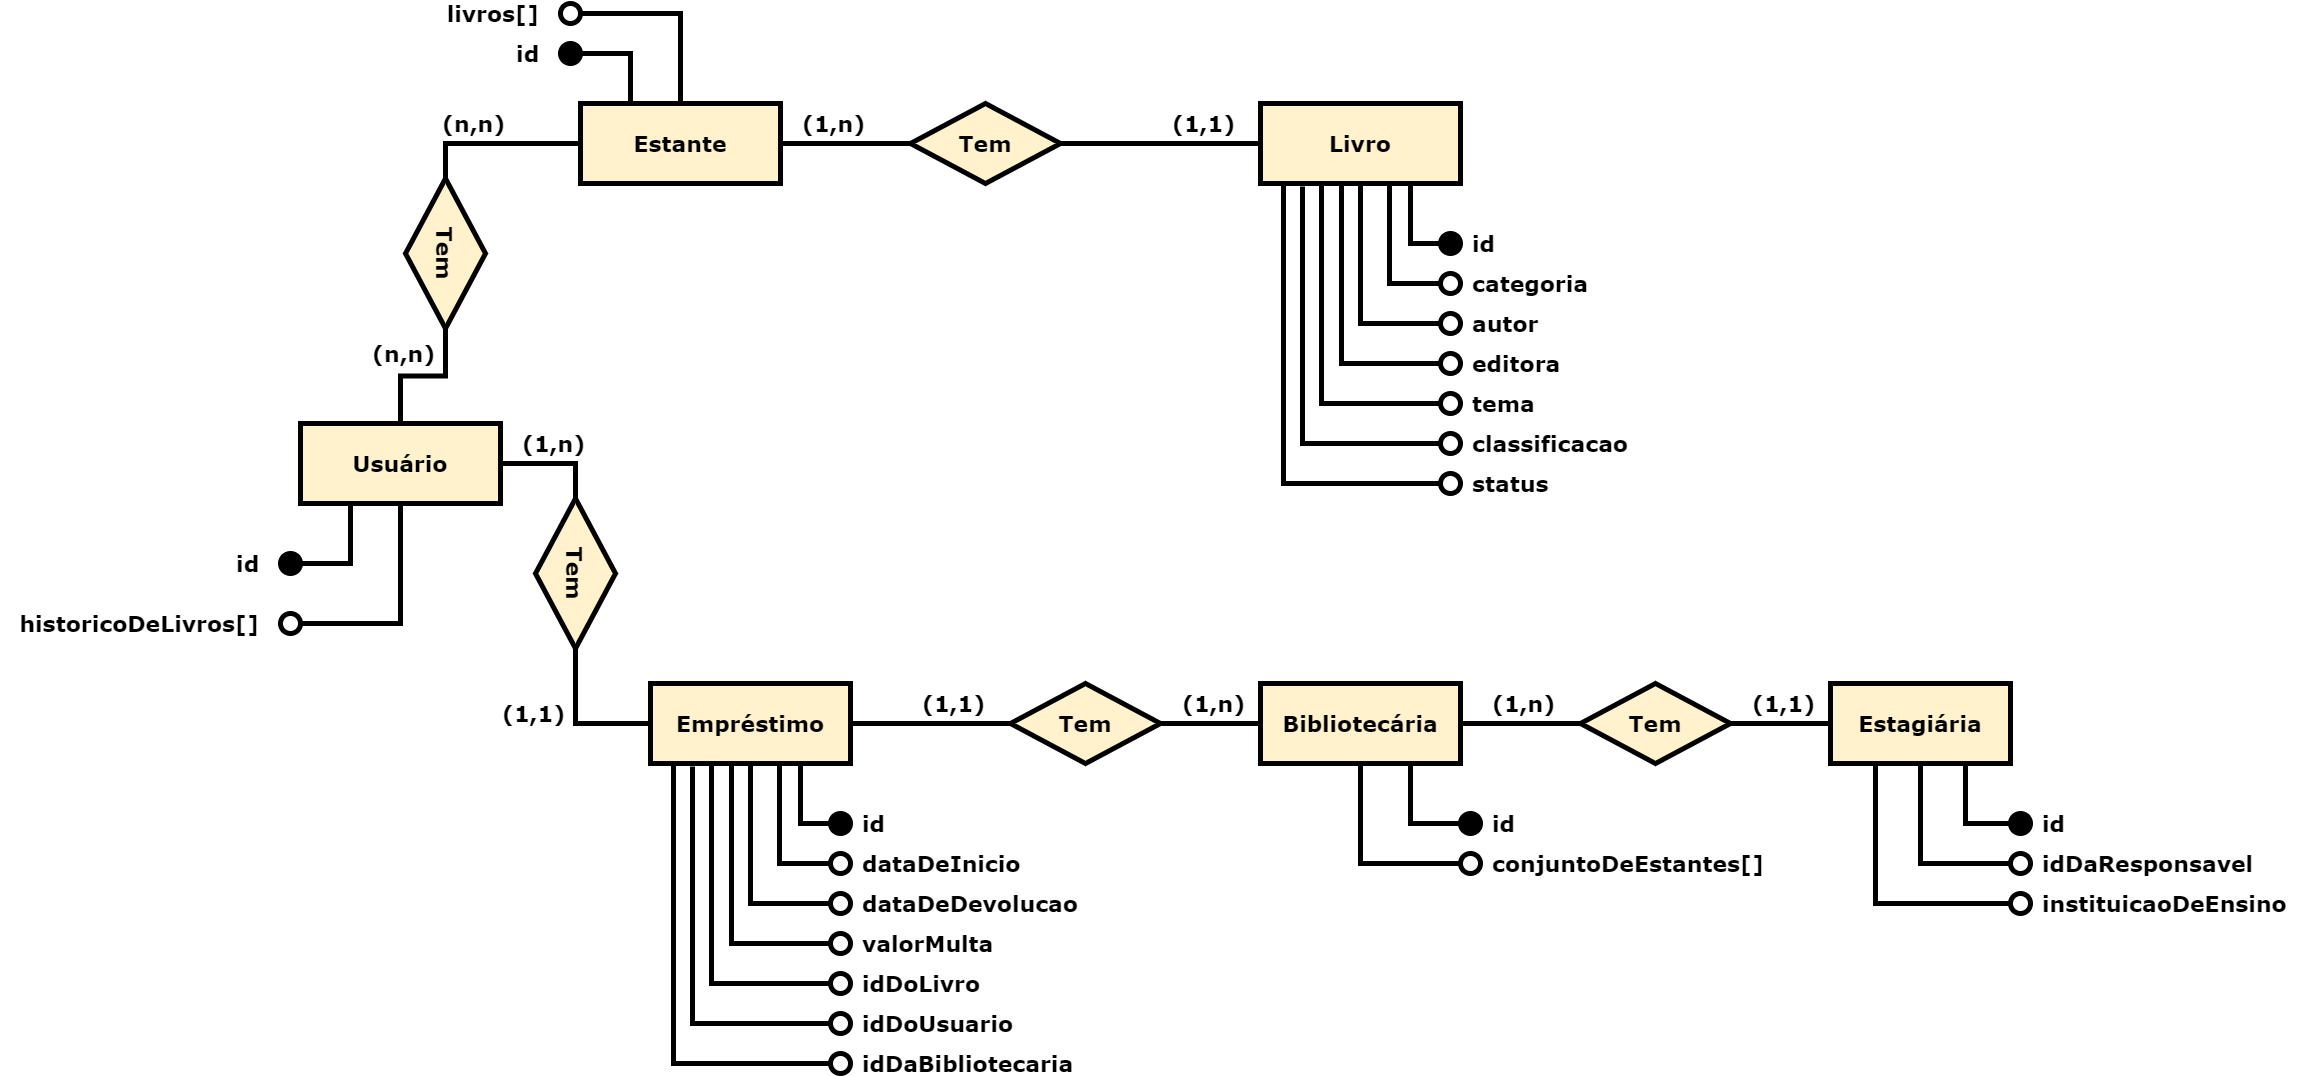 livros[]
id
(n,n)
Estante
(1,n)
Tem
(1,1)
Livro
Tem
id
categoria
autor
editora
tema
classificacao
status
(n,n)
Usuário
(1,n)
id
historicoDeLivros[]
Tem
(1,1)
Empréstimo
(1,1)
Tem
(1,n)
Bibliotecária
(1,n)
Tem
(1,1)
Estagiária
id
dataDeInicio
dataDeDevolucao
valorMulta
idDoLivro
idDoUsuario
idDaBibliotecaria
id
conjuntoDeEstantes[]
id
idDaResponsavel
instituicaoDeEnsino